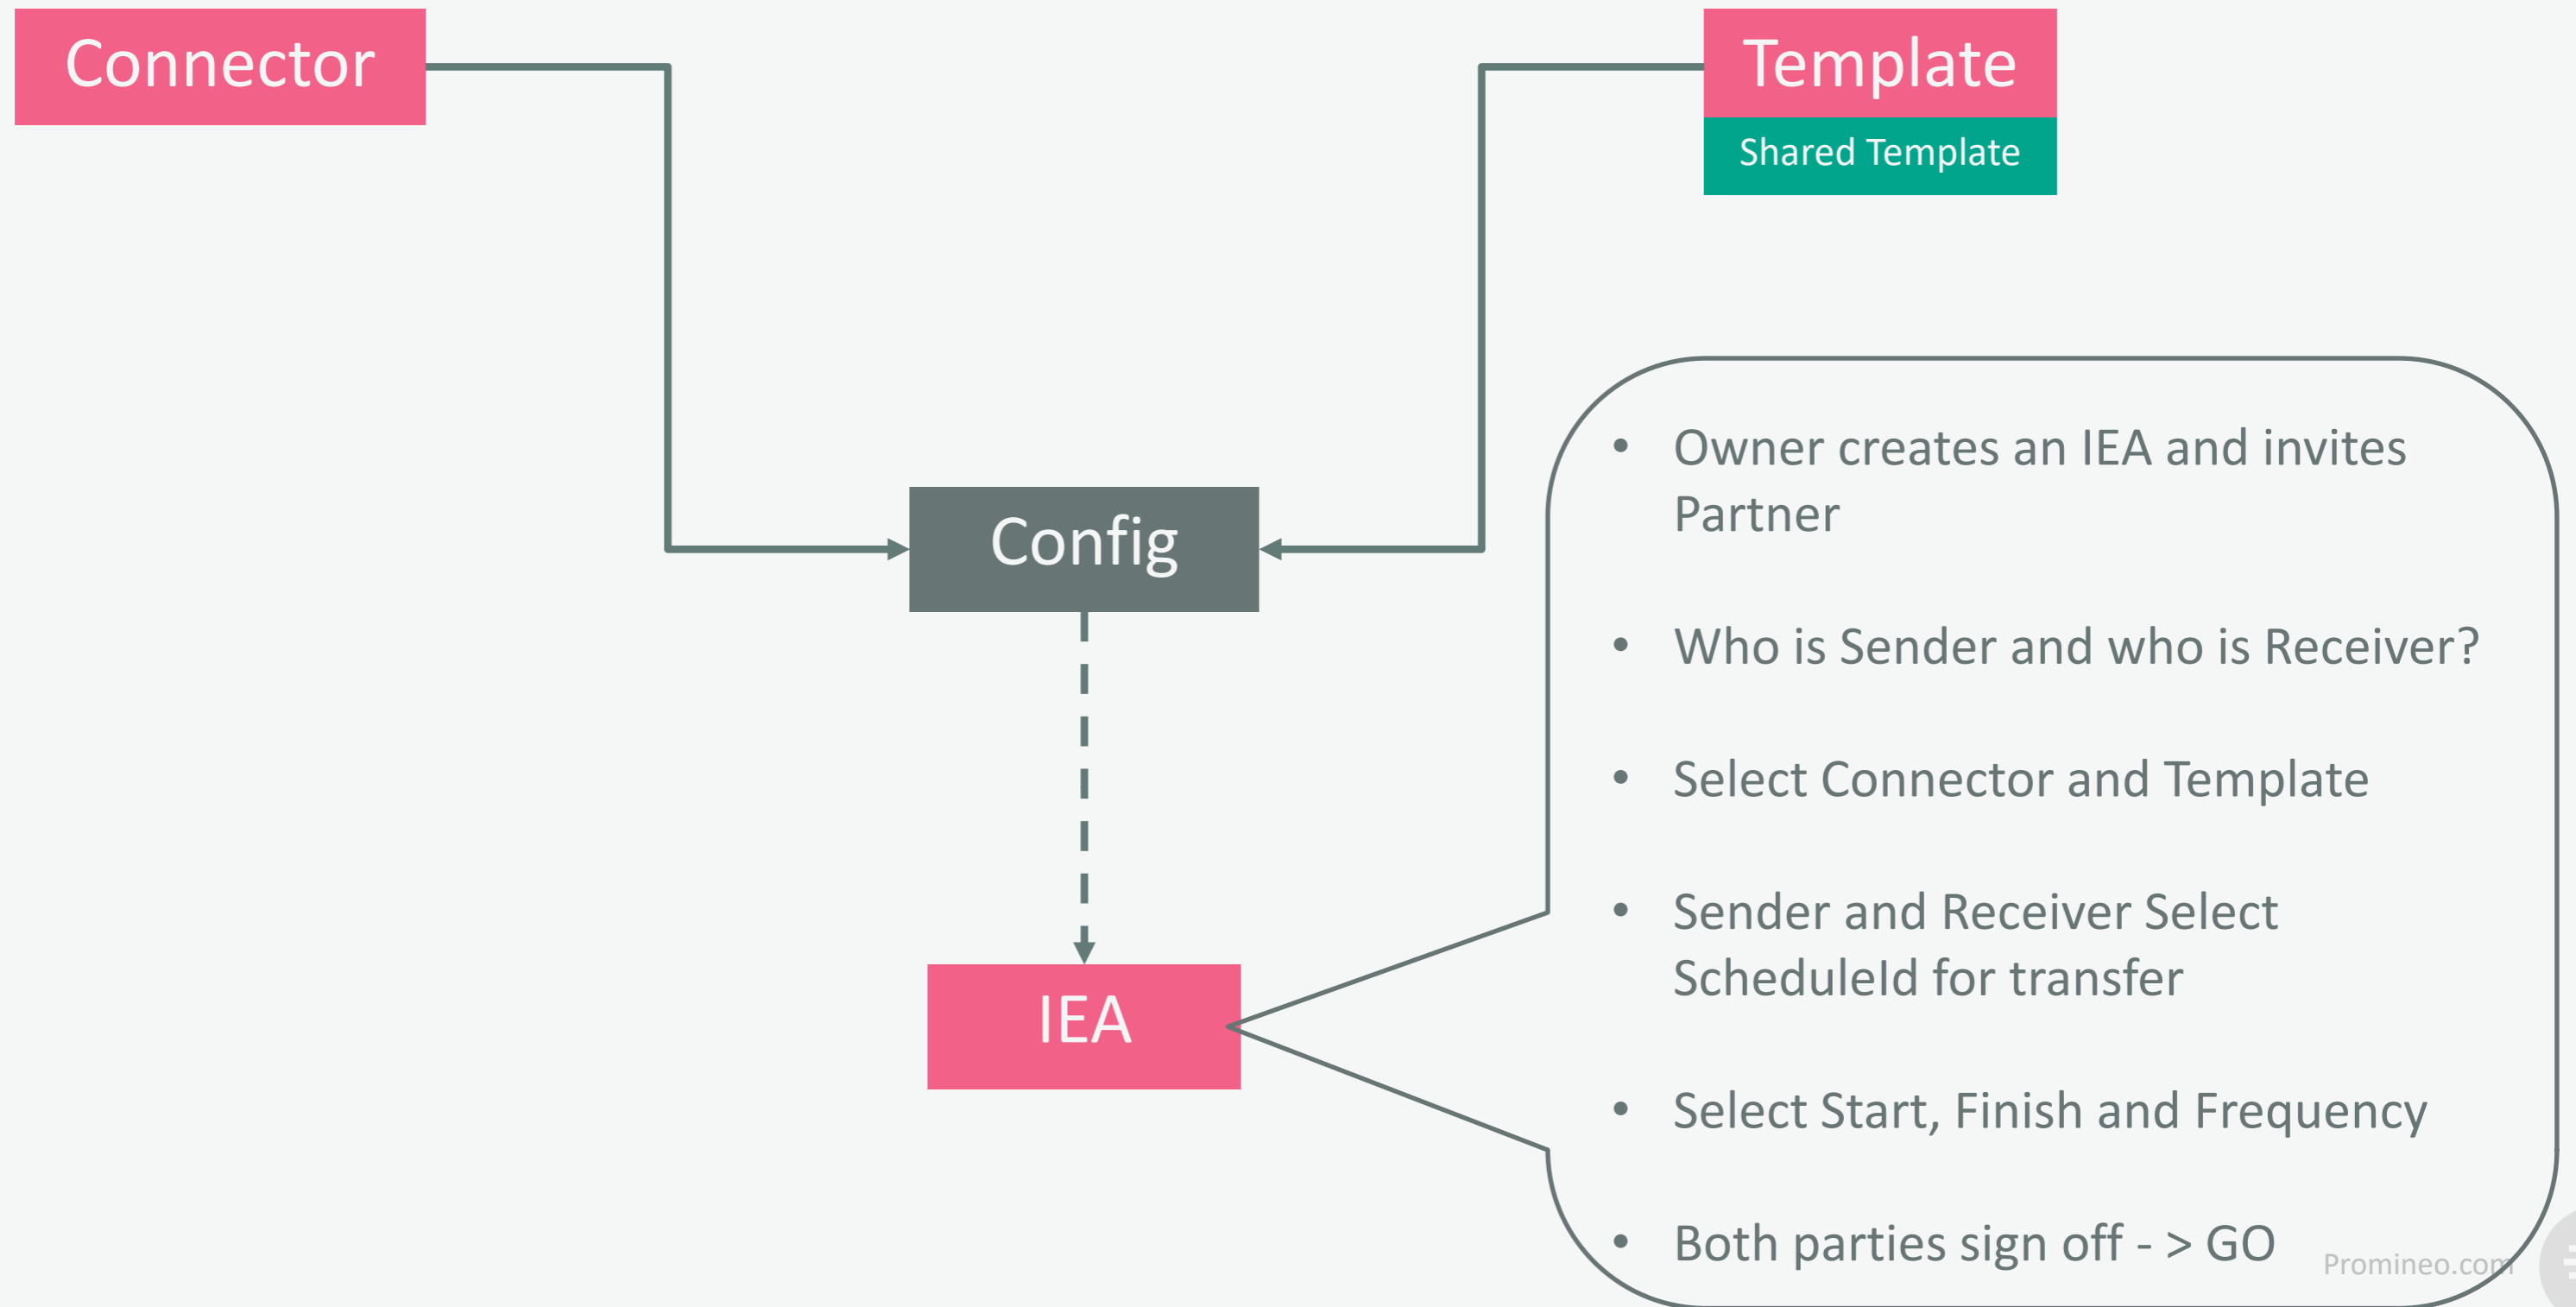 Connector
Template
Shared Template
Config
IEA
• Owner creates an IEA and invites
Partner
• Who is Sender and who is Receiver?
• Select Connector and Template
• Sender and Receiver Select
ScheduleId for transfer
• Select Start, Finish and Frequency
• Both parties sign off - > GO
Promineo.com